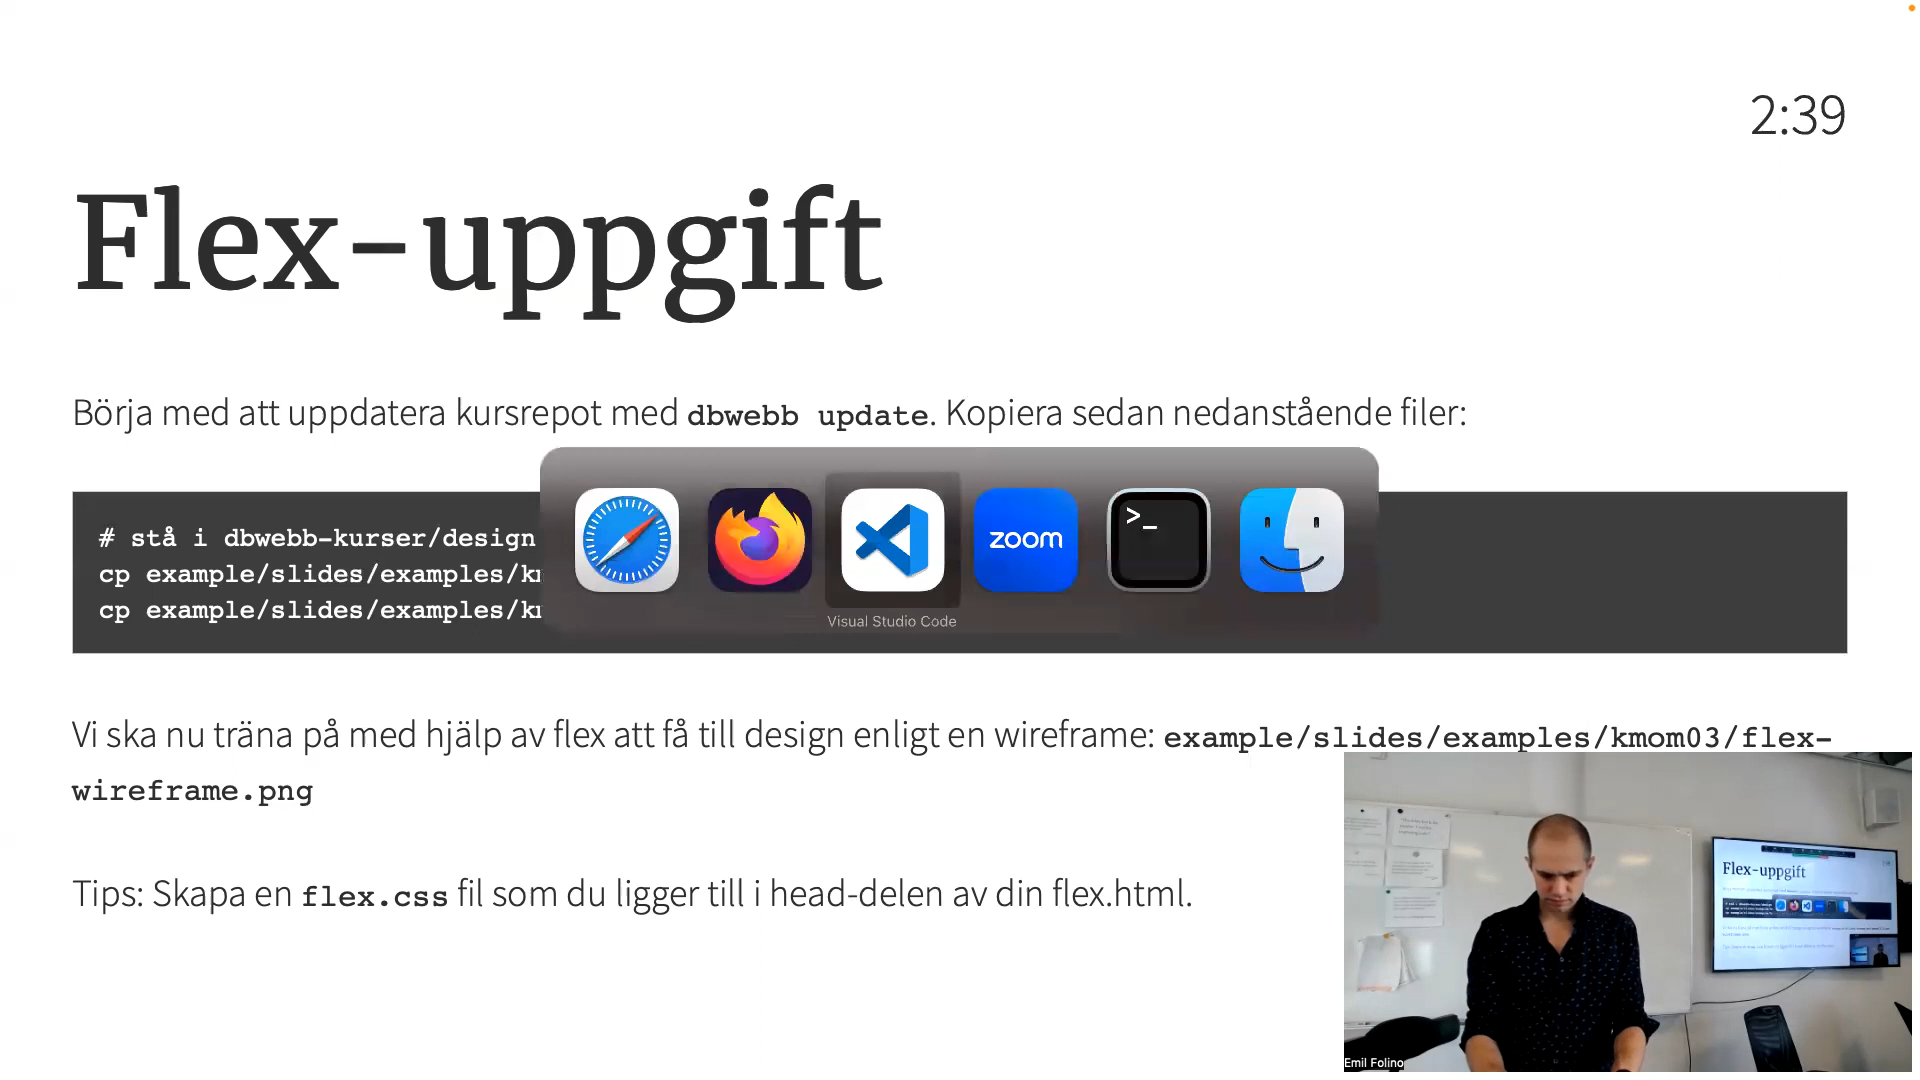 2:39
Flex-uppgift
Börja med att uppdatera kursrepot med dbwebb update. Kopiera sedan nedanstående filer:
# stå i dbwebb-kurser/design
cp example/slides/examples/
cp example/slides/examples/
zoom
>_
Visual Studio Code
Vi ska nu träna på med hjälp av flex att få till design enligt en wireframe: example/slides/examples/kmom03/flex-
wireframe.png
Tips: Skapa en flex.css fil som du ligger till i head-delen av din flex.html.
Flex-uppgift
Emil Folino